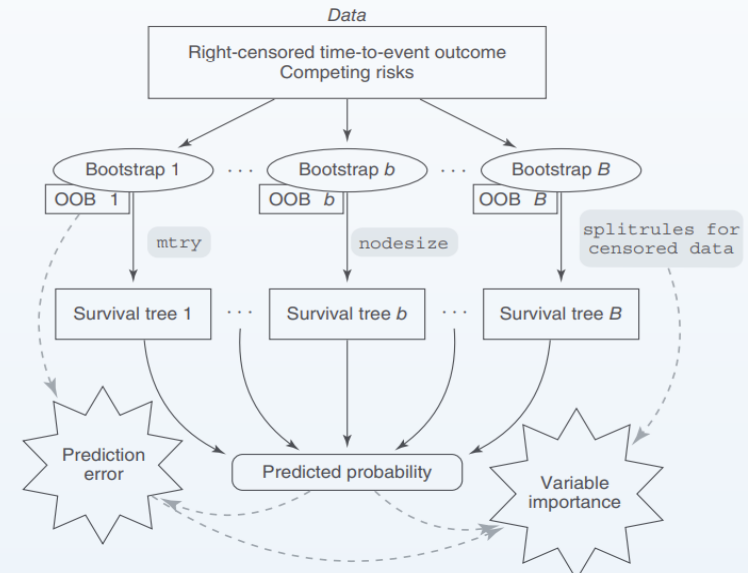 Data
Right-censored time-to-event outcome
Competing risks
Bootstrap 1
· · ·
Bootstrap b
· · ·
Bootstrap B
OOB 1
OOB b
OOB B
mtry
nodesize
splitrules for
censored data
Survival tree 1
· · ·
Survival tree b
· · ·
Survival tree B
Prediction
error
Predicted probability
Variable
importance